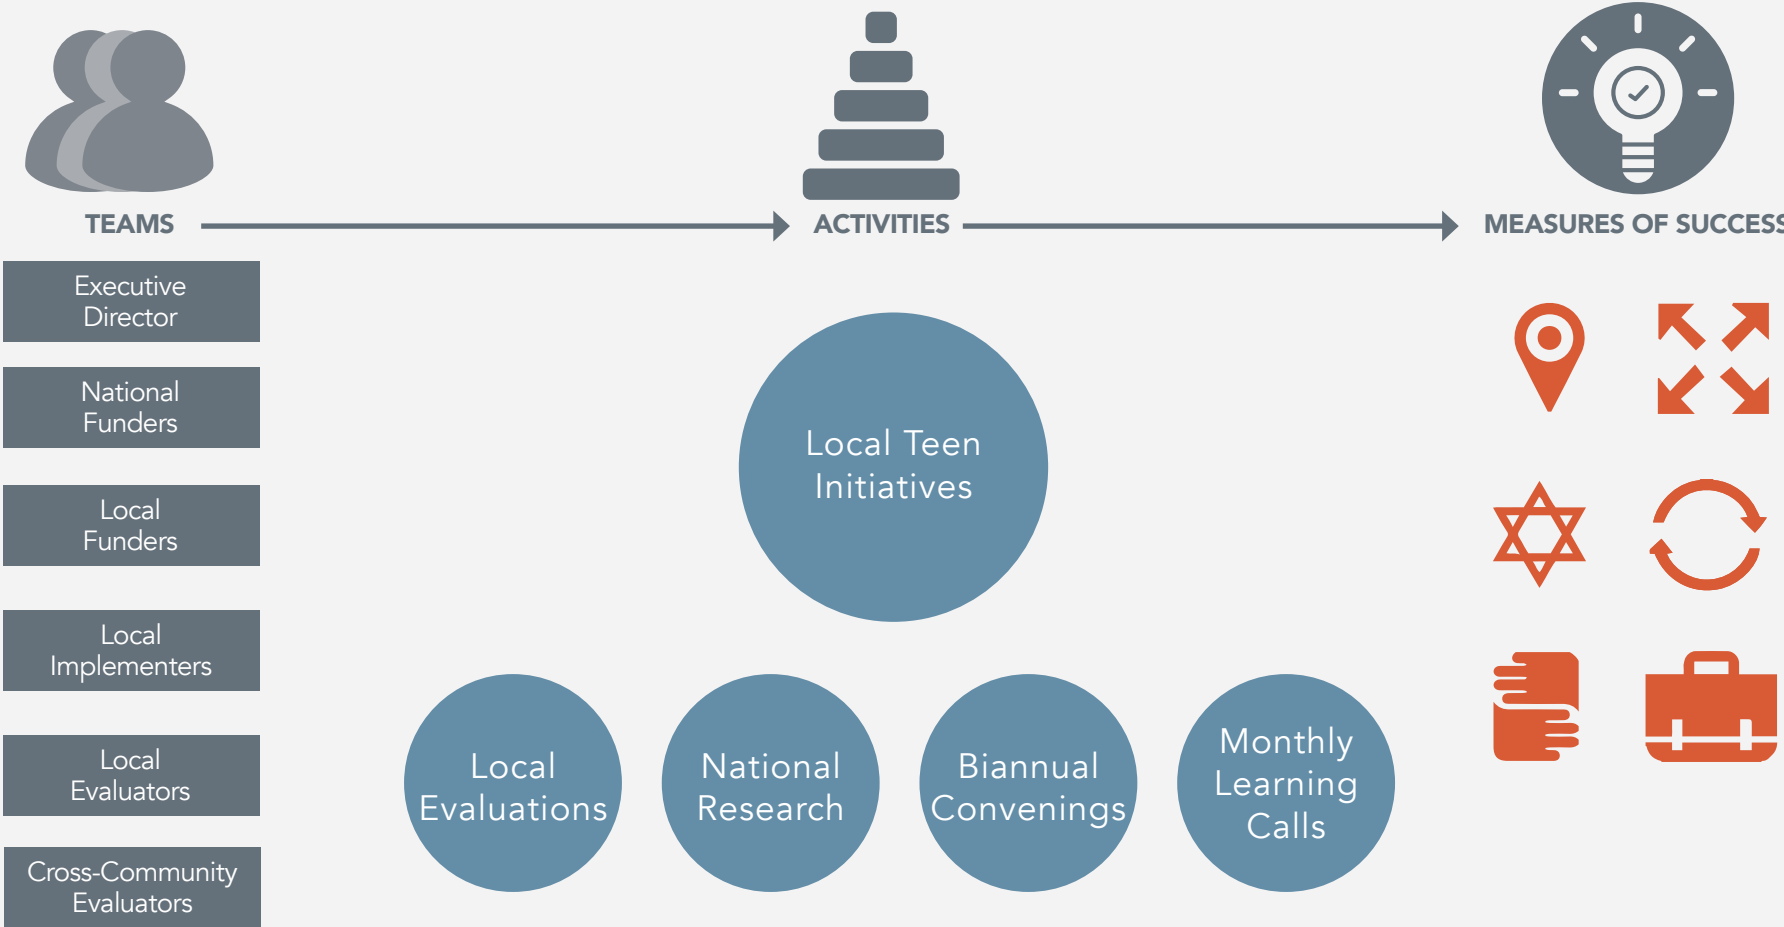 TEAMS
ACTIVITIES
MEASURES OF SUCCESS
Executive
Director
National
Funders
Local
Funders
Local
Implementers
Local
Evaluators
Cross-Community
Evaluators
Local Teen
Initiatives
Local
Evaluations
National
Research
Biannual
Convenings
Monthly
Learning
Calls